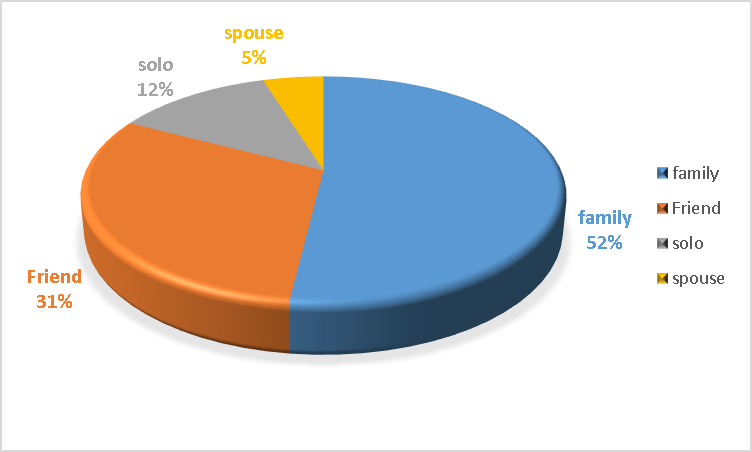 spouse
5%
solo
12%
family
52%
Friend
31%
family
Friend
solo
spouse